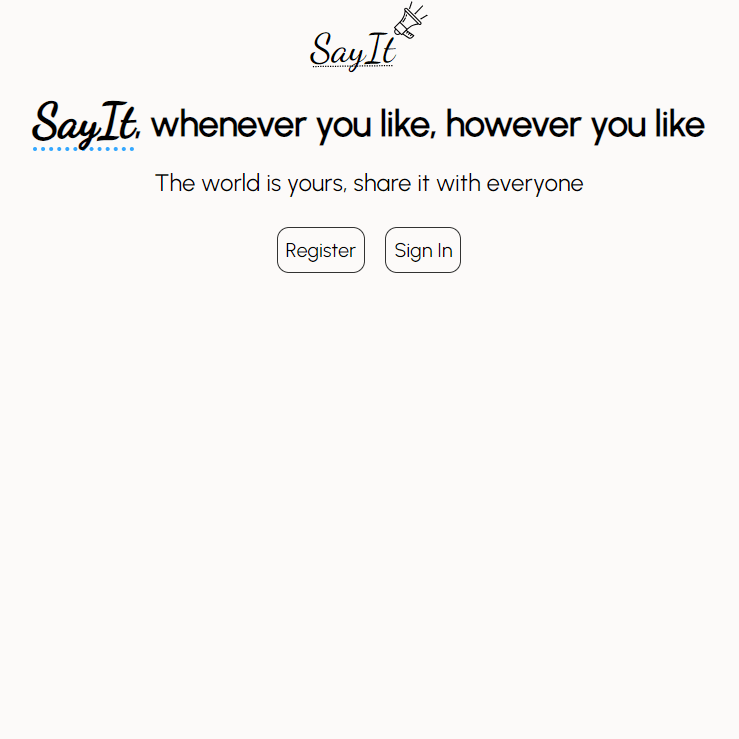 SayIt
SayIt, whenever you like, however you like
The world is yours, share it with everyone
Register Sign In